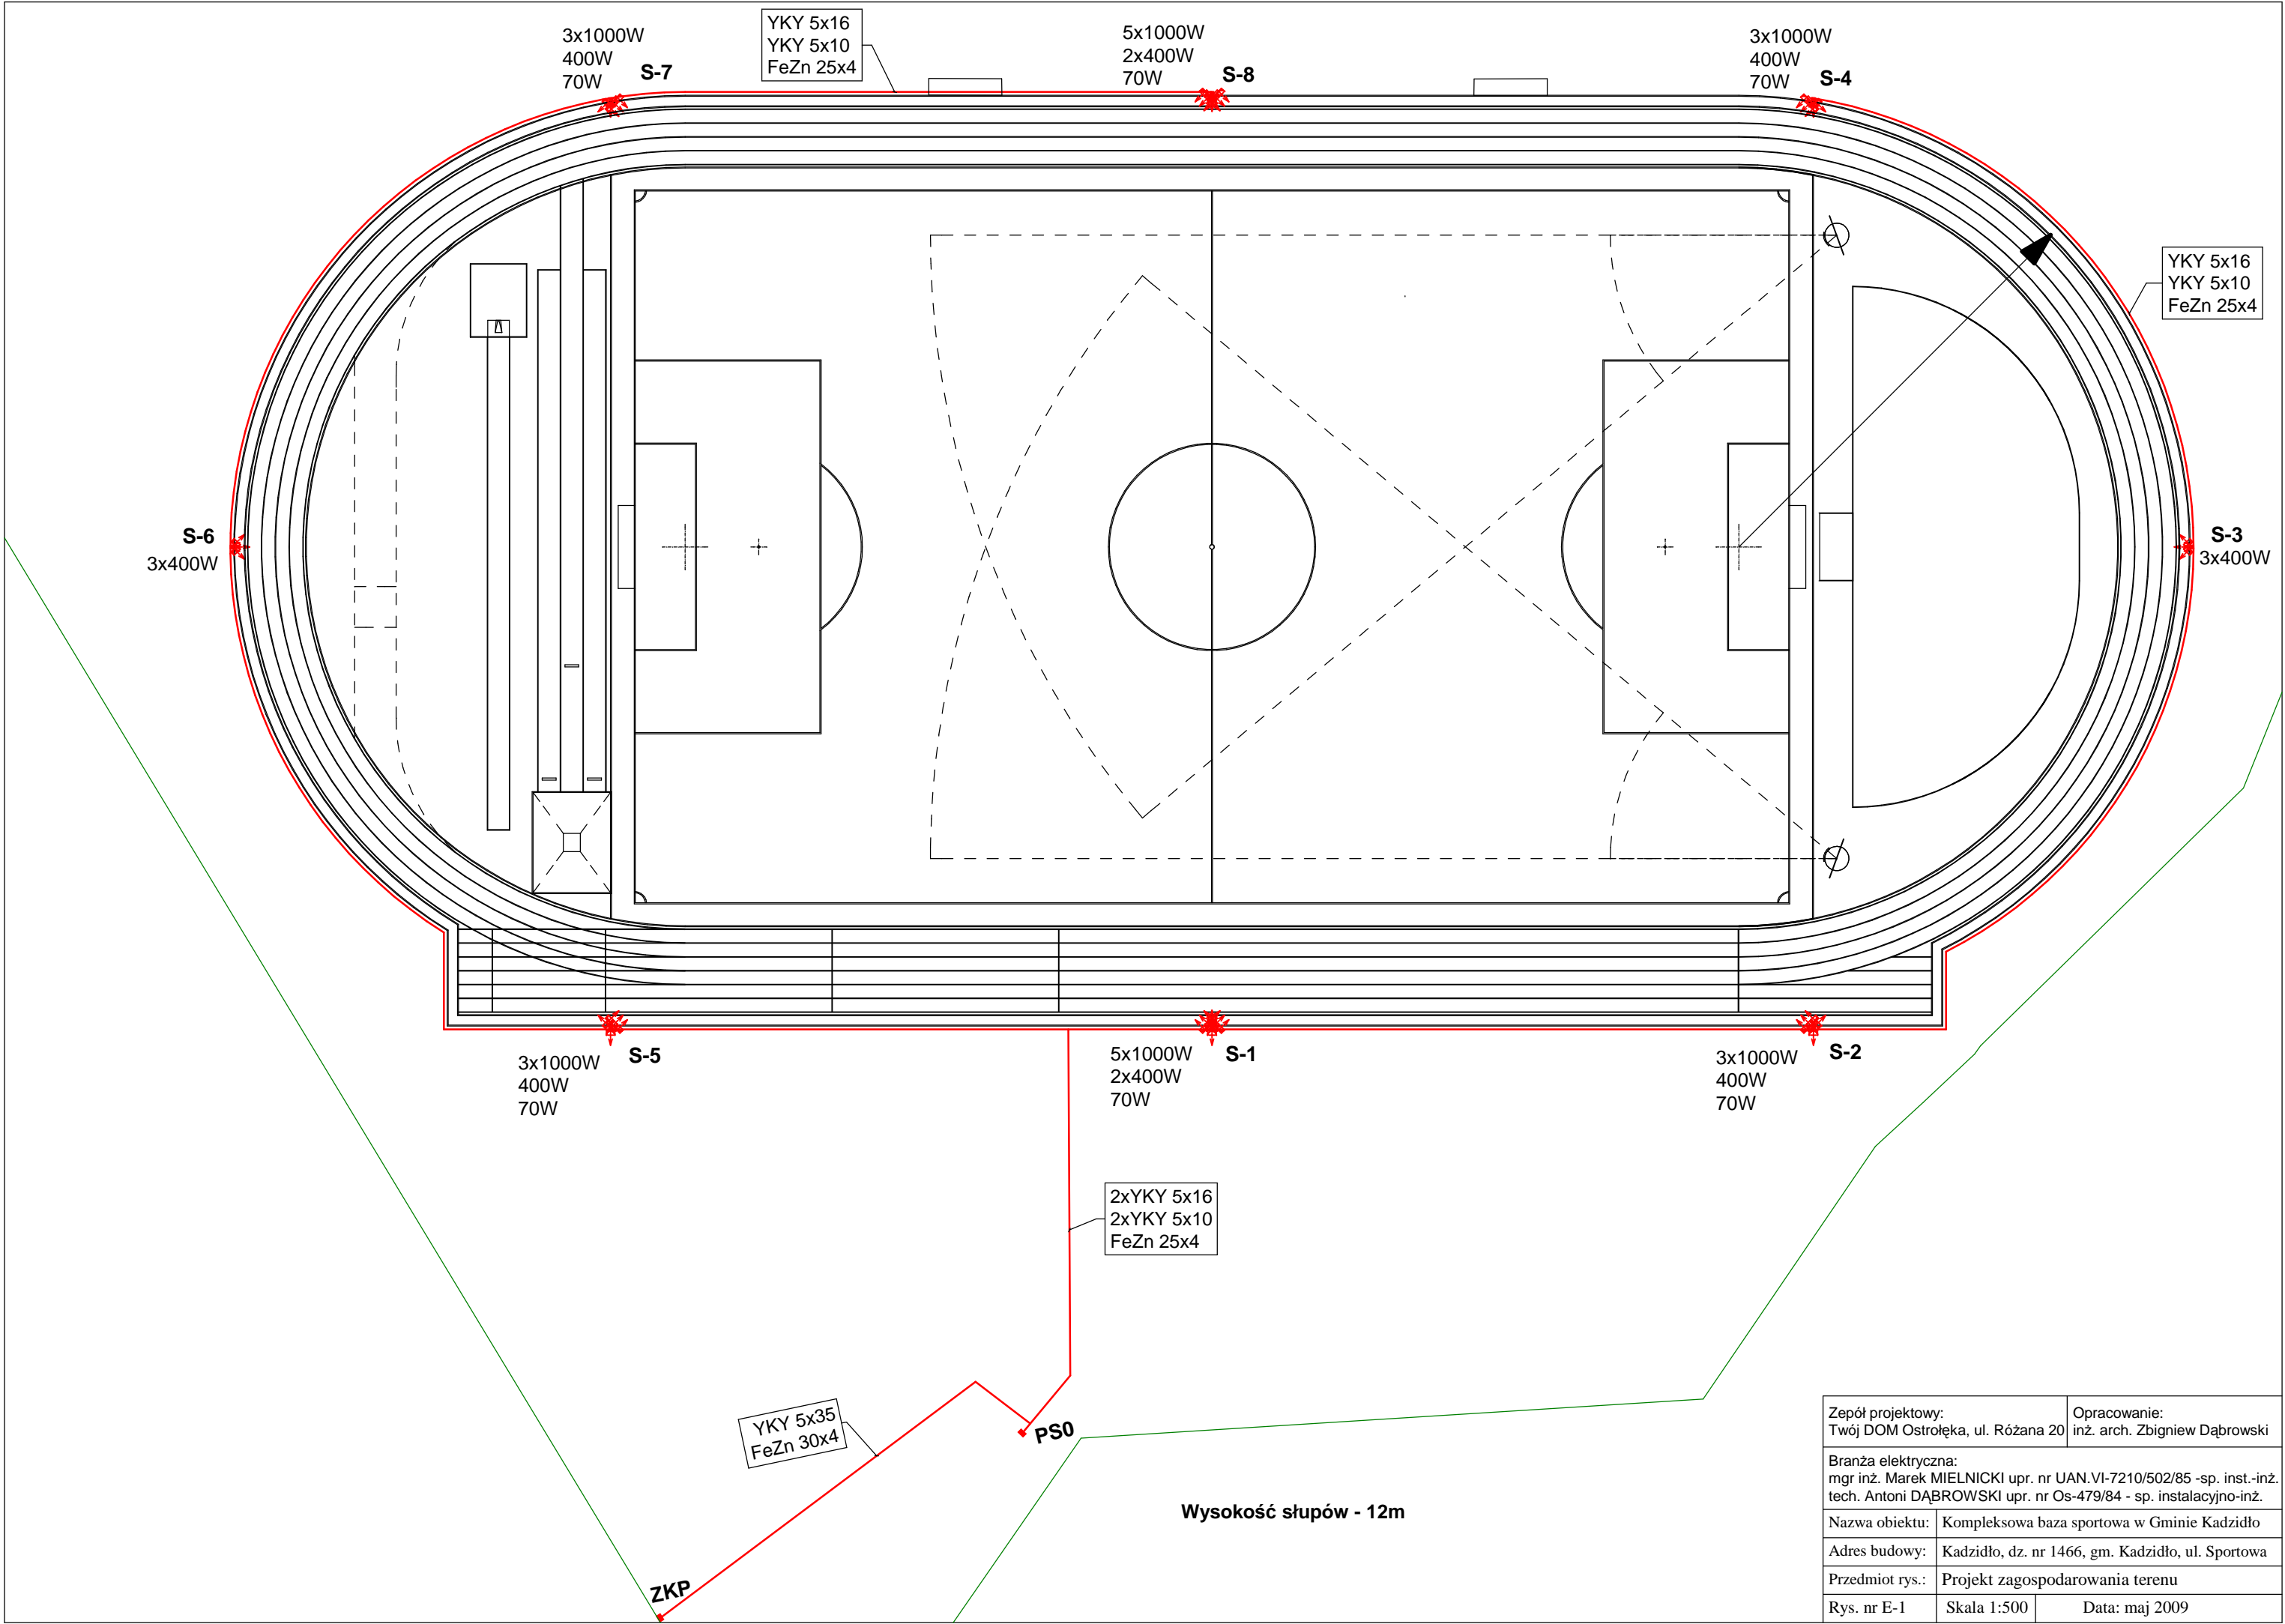 YKY 5x16
YKY 5x10
FeZn 25x4
3x1000W
400W
70W
S-7
5x1000W
2x400W
70W
S-8
3x1000W
400W
70W
S-4
YKY 5x16
YKY 5x10
FeZn 25x4
S-6
3x400W
S-3
3x400W
3x1000W
400W
70W
S-5
5x1000W
2x400W
70W
S-1
3x1000W
400W
70W
S-2
2xYKY 5x16
2xYKY 5x10
FeZn 25x4
YKY 5x35
FeZn 30x4
PS0
ZKP
Wysokość słupów - 12m
Zepół projektowy:
Twój DOM Ostrołęka, ul. Różana 20
Opracowanie:
inż. arch. Zbigniew Dąbrowski
Branża elektryczna:
mgr inż. Marek MIELNICKI upr. nr UAN.VI-7210/502/85 -sp. inst.-inż.
tech. Antoni DĄBROWSKI upr. nr Os-479/84 - sp. instalacyjno-inż.
Nazwa obiektu: Kompleksowa baza sportowa w Gminie Kadzidło
Adres budowy: Kadzidło, dz. nr 1466, gm. Kadzidło, ul. Sportowa
Przedmiot rys.: Projekt zagospodarowania terenu
Rys. nr E-1 Skala 1:500 Data: maj 2009